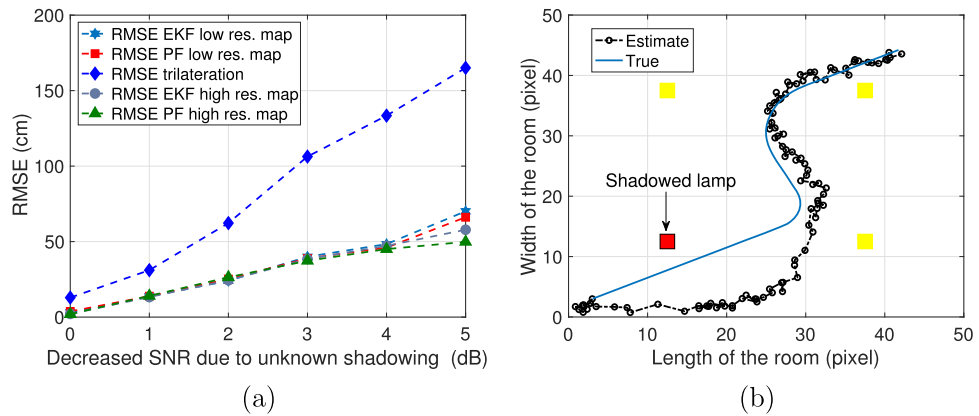 RMSE EKF low res. map
RMSE PF low res. map
RMSE trilateration
RMSE EKF high res. map
RMSE PF high res. map
200
150
100
50
0
RMSE (cm)
0 1 2 3 4 5
Decreased SNR due to unknown shadowing (dB)
(a)
Estimate
True
Shadowed lamp
50
40
30
20
10
0
Width of the room (pixel)
0 10 20 30 40 50
Length of the room (pixel)
(b)